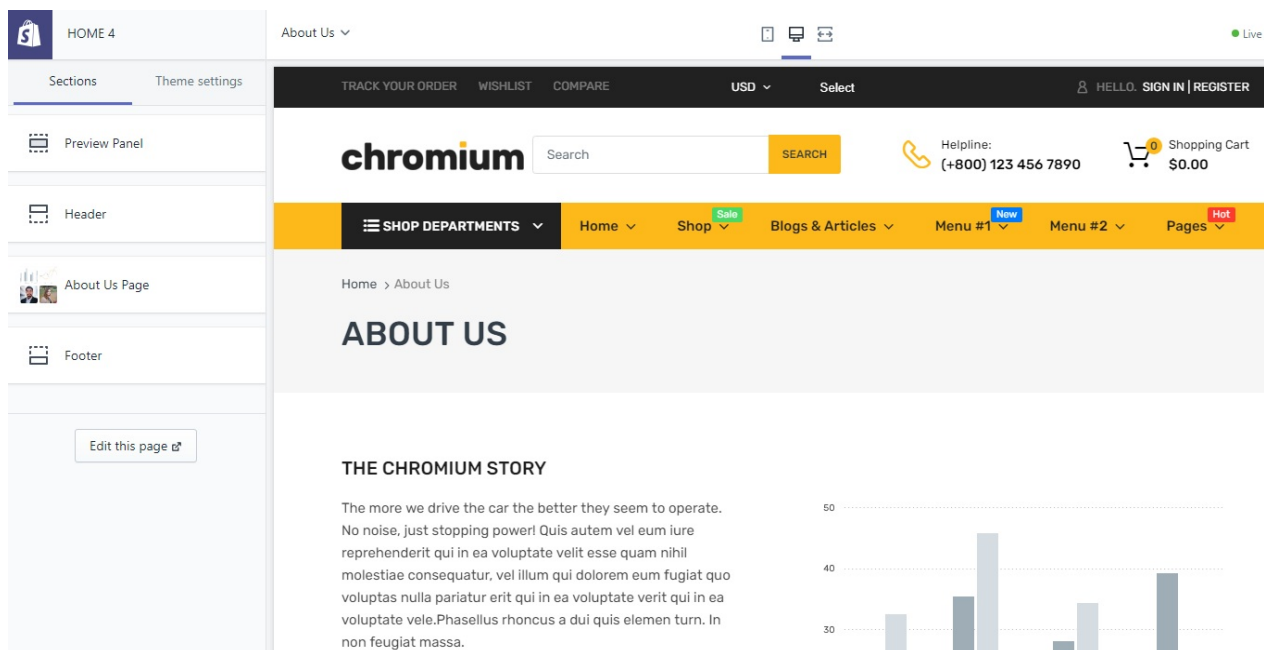 HOME 4
About Us
Live
Sections
Theme settings
Preview Panel
Header
About Us Page
Footer
Edit this page
TRACK YOUR ORDER WISHLIST COMPARE USD Select HELLO. SIGN IN | REGISTER
chromium
Search
SEARCH
Helpline:
(+800) 123 456 7890
0
Shopping Cart
$0.00
SHOP DEPARTMENTS
Home
Shop
Sale
Blogs & Articles
Menu #1
New
Menu #2
Pages
Hot
Home > About Us
ABOUT US
THE CHROMIUM STORY
The more we drive the car the better they seem to operate.
No noise, just stopping power! Quis autem vel eum iure
reprehenderit qui in ea voluptate velit esse quam nihil
molestiae consequatur, vel illum qui dolorem eum fugiat quo
voluptas nulla pariatur erit qui in ea voluptate verit qui in ea
voluptate vele.Phasellus rhoncus a dui quis elemen turn. In
non feugiat massa.
50
40
30